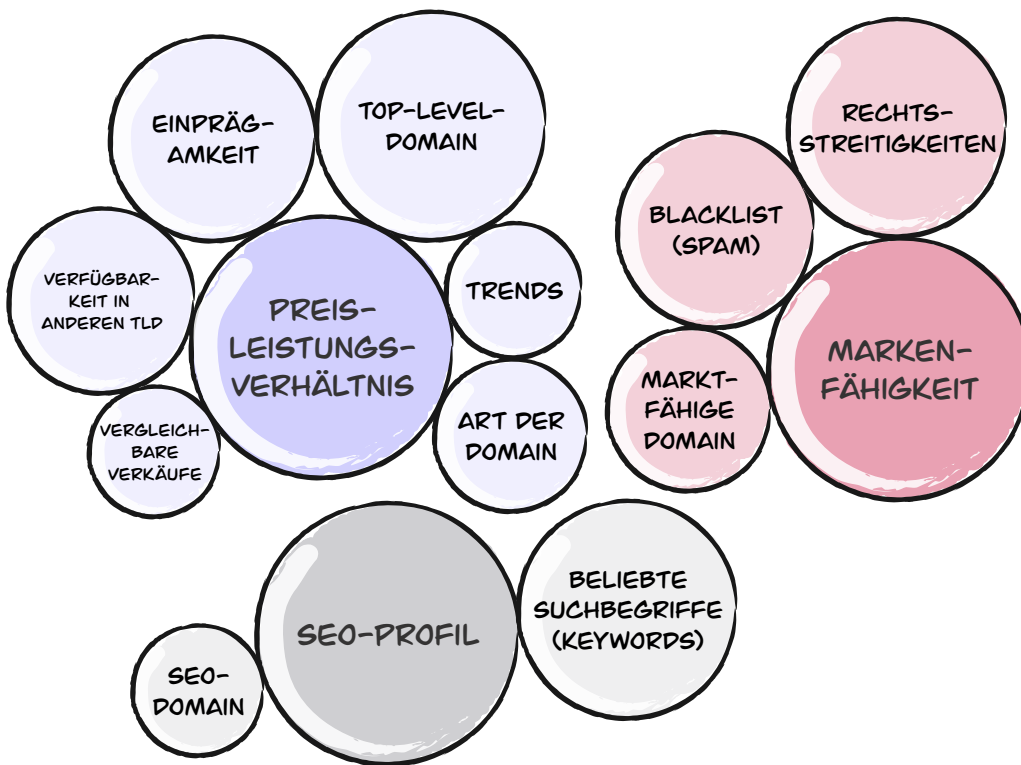 EINPRÄG-
AMKEIT
TOP-LEVEL-
DOMAIN
VERFÜGBAR-
KEIT IN
ANDEREN TLD
PREIS-
LEISTUNGS-
VERHÄLTNIS
TRENDS
VERGLEICH-
BARE
VERKÄUFE
ART DER
DOMAIN
RECHTS-
STREITIGKEITEN
BLACKLIST
(SPAM)
MARKEN-
FÄHIGKEIT
MARKT-
FÄHIGE
DOMAIN
SEO-PROFIL
BELIEBTE
SUCHBEGRIFFE
(KEYWORDS)
SEO-
DOMAIN